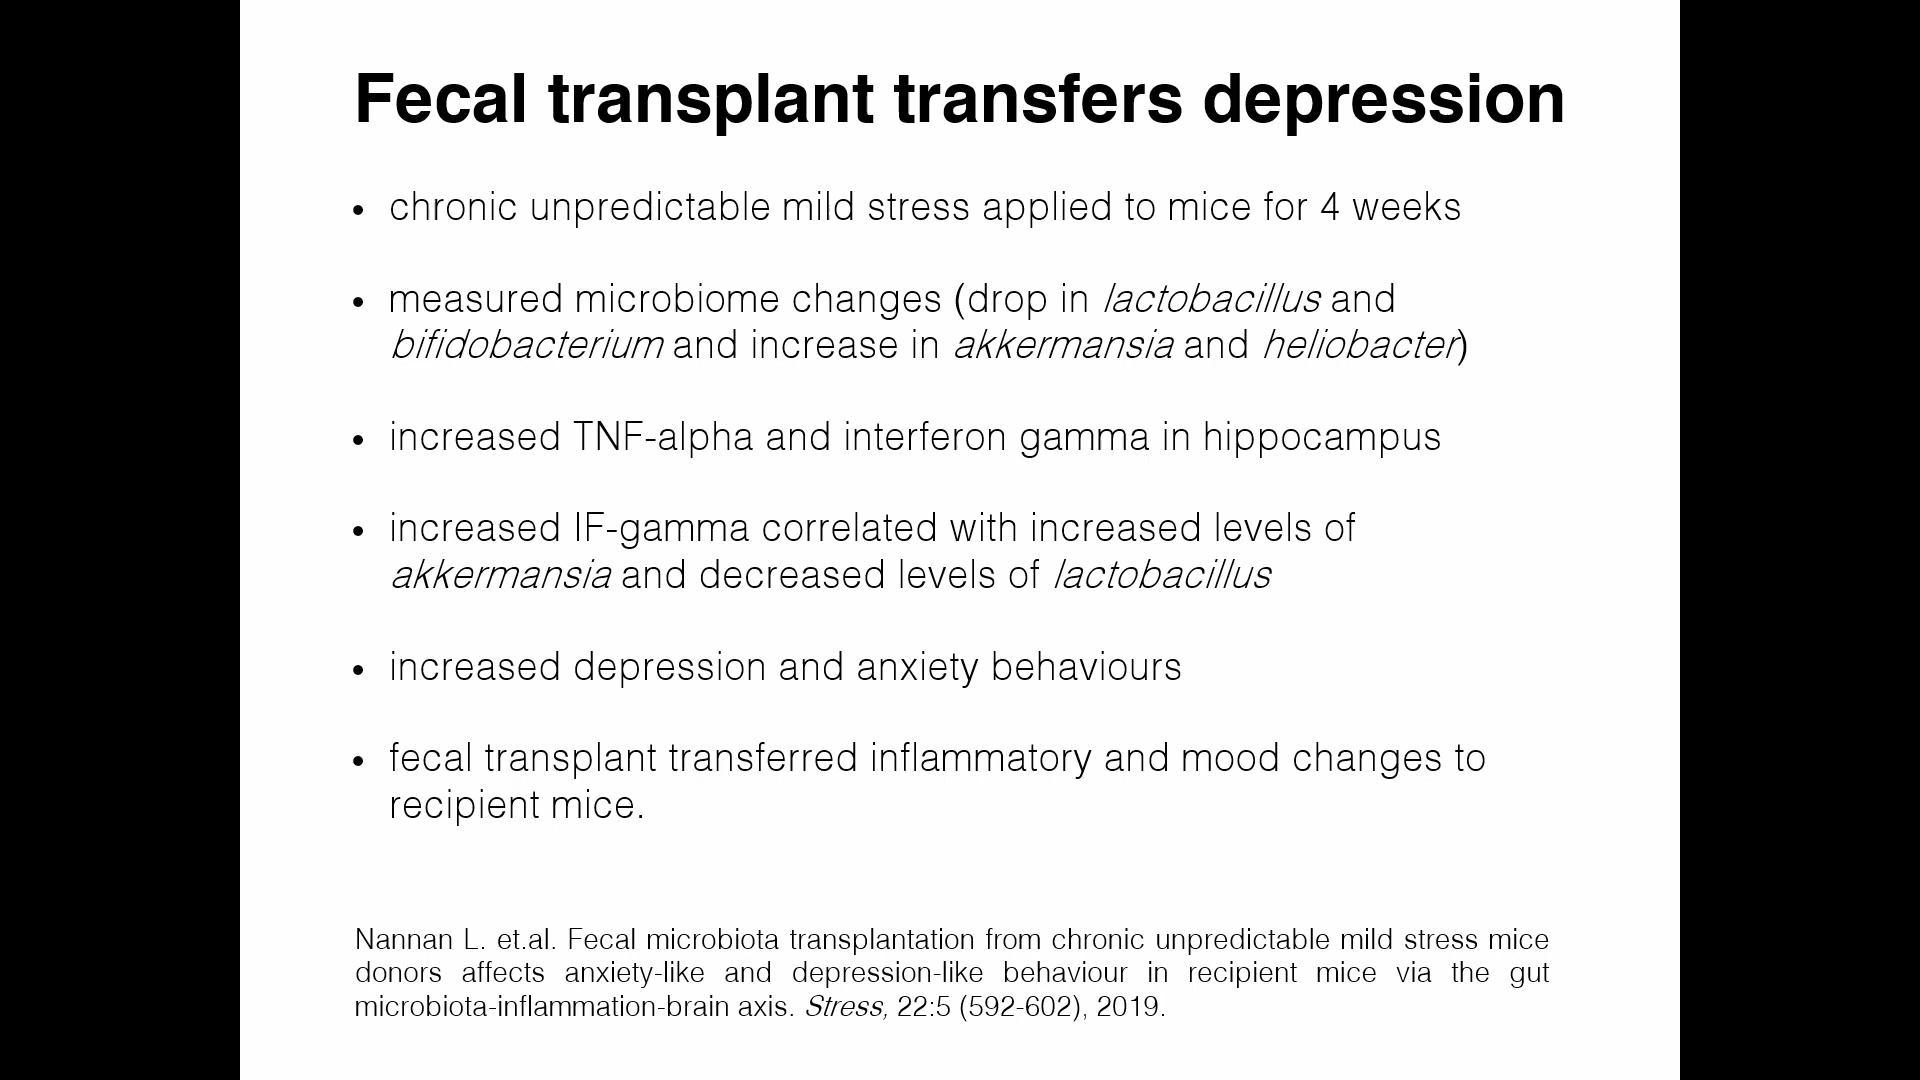 Fecal transplant transfers depression
• chronic unpredictable mild stress applied to mice for 4 weeks
• measured microbiome changes (drop in lactobacillus and
bifidobacterium and increase in akkermansia and heliobacter)
• increased TNF-alpha and interferon gamma in hippocampus
• increased IF-gamma correlated with increased levels of
akkermansia and decreased levels of lactobacillus
• increased depression and anxiety behaviours
• fecal transplant transferred inflammatory and mood changes to
recipient mice.
Nannan L. et.al. Fecal microbiota transplantation from chronic unpredictable mild stress mice
donors affects anxiety-like and depression-like behaviour in recipient mice via the gut
microbiota-inflammation-brain axis. Stress, 22:5 (592-602), 2019.